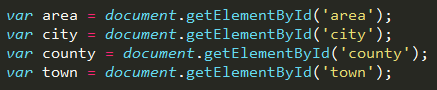 var area = document.getElementById('area');
var city = document.getElementById('city');
var county = document.getElementById('county');
var town = document.getElementById('town');